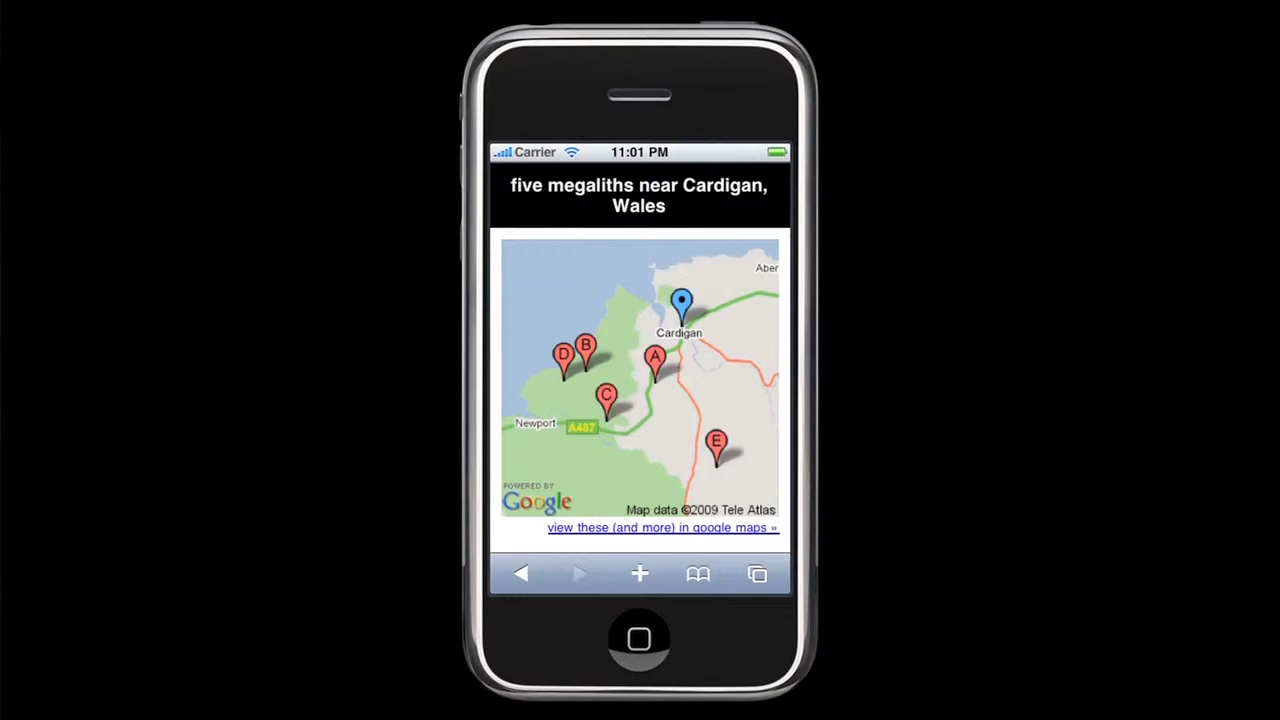 Carrier 11:01 PM
five megaliths near Cardigan,
Wales
Aber
Cardigan
D B A
C
Newport A487
E
POWERED BY
Google
Map data ©2009 Tele Atlas
view these (and more) in google maps »